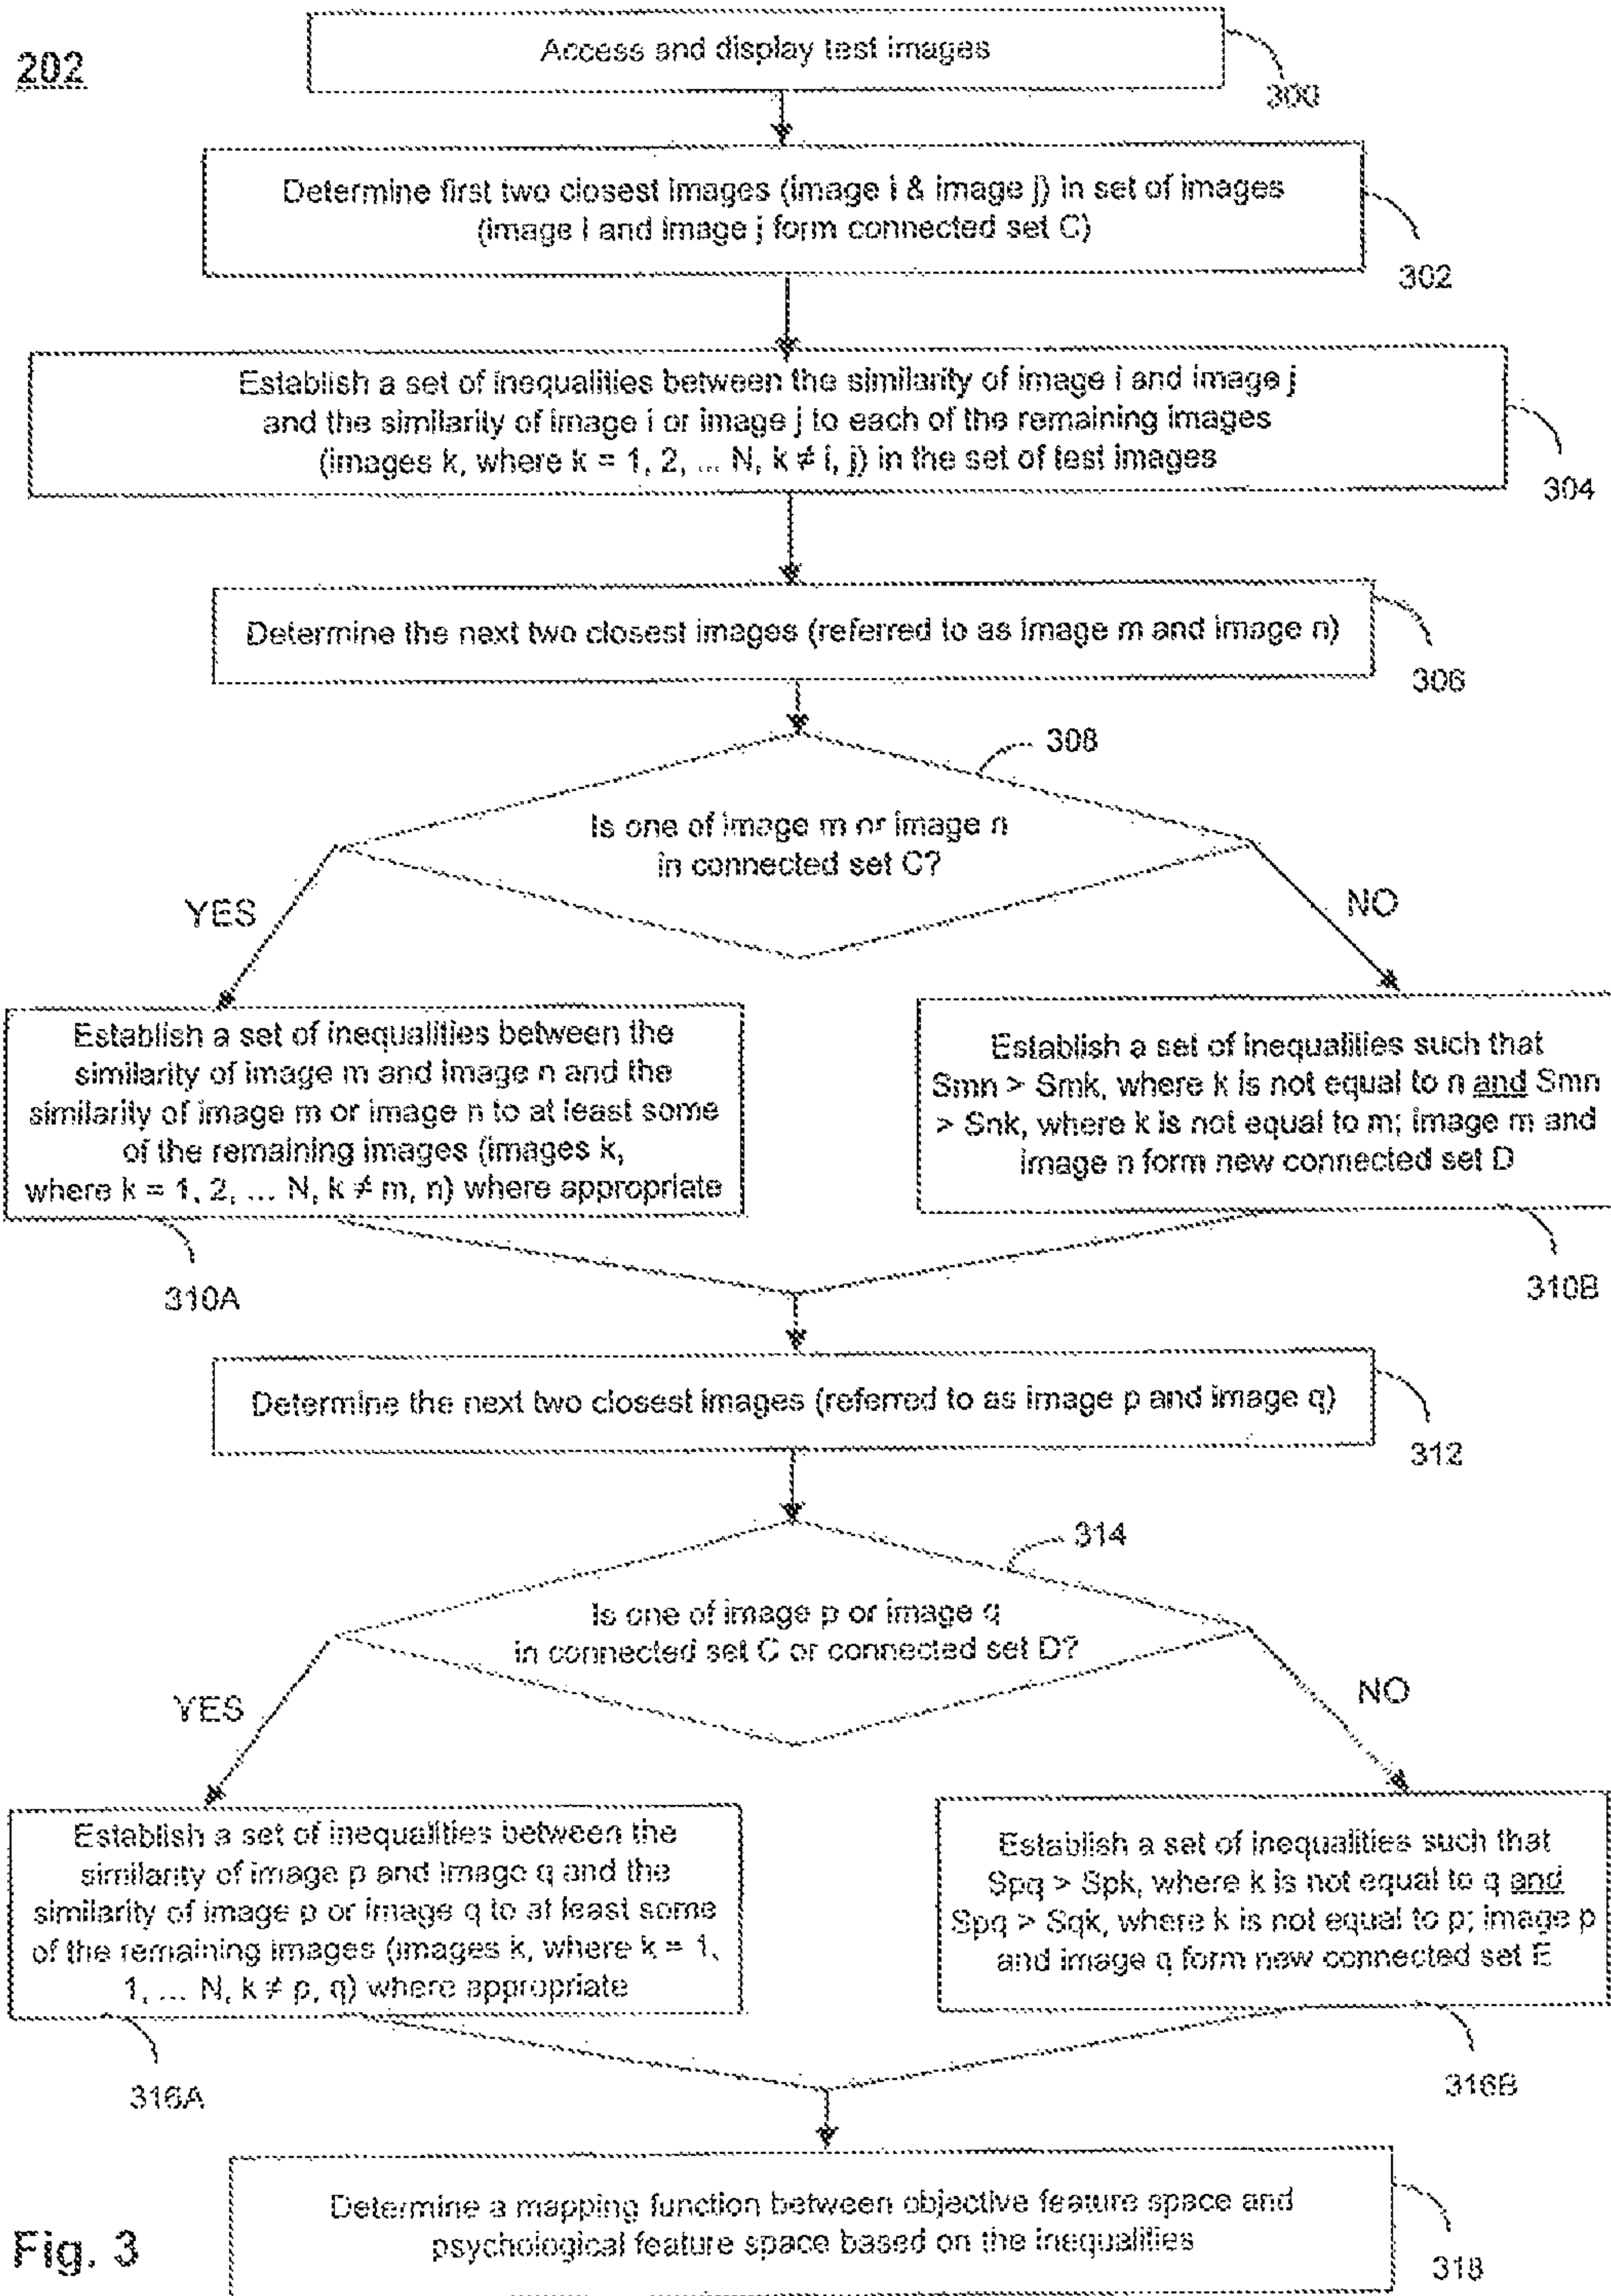 202
Access and display test images
300
Determine first two closest images (image i & image j) in set of images
(image i and image j form connected set C)
302
Establish a set of inequalities between the similarity of image i and image j
and the similarity of image i or image j to each of the remaining images
(images k, where k = 1, 2, ... N, k ≠ i, j) in the set of test images
304
Determine the next two closest images (referred to as image m and image n)
306
308
Is one of image m or image n
in connected set C?
YES
NO
Establish a set of inequalities between the
similarity of image m and image n and the
similarity of image m or image n to at least some
of the remaining images (images k,
where k = 1, 2, ... N, k ≠ m, n) where appropriate
310A
Establish a set of inequalities such that
Smn > Smk, where k is not equal to n and Smn
> Snk, where k is not equal to m; image m and
image n form new connected set D
310B
Determine the next two closest images (referred to as image p and image q)
312
314
Is one of image p or image q
in connected set C or connected set D?
YES
NO
Establish a set of inequalities between the
similarity of image p and image q and the
similarity of image p or image q to at least some
of the remaining images (images k, where k = 1,
1, ... N, k ≠ p, q) where appropriate
316A
Establish a set of inequalities such that
Spq > Spk, where k is not equal to q and
Spq > Sqk, where k is not equal to p; image p
and image q form new connected set E
316B
Determine a mapping function between objective feature space and
psychological feature space based on the inequalities
318
Fig. 3